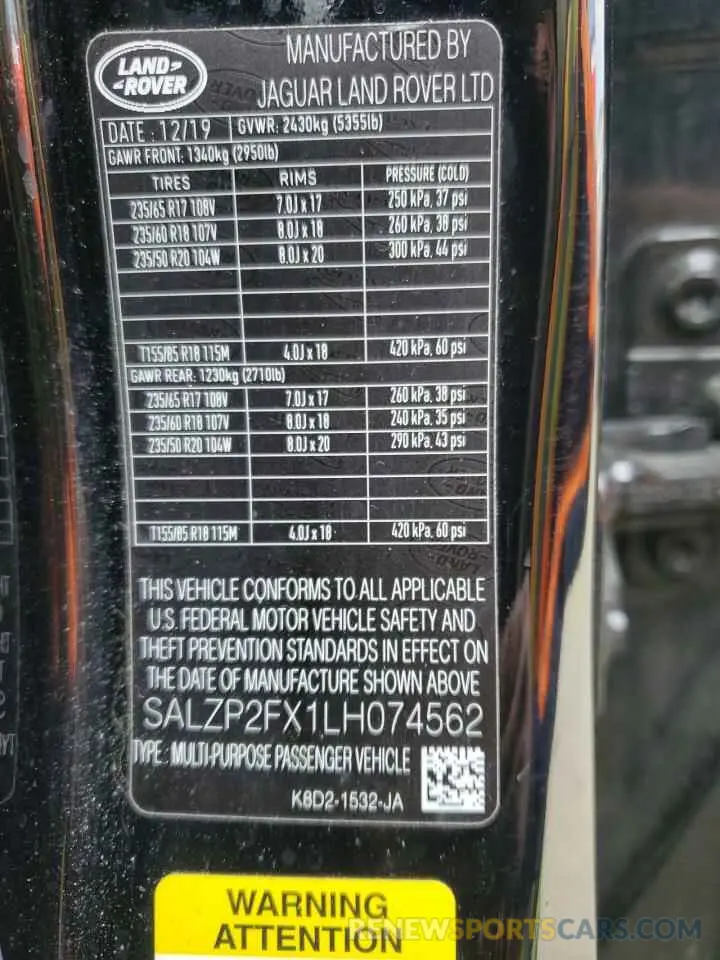 LAND-
-ROVER
MANUFACTURED BY
JAGUAR LAND ROVER LTD
DATE : 12/19 GVWR: 2430kg (5355lb)
GAWR FRONT: 1340kg (2950lb)
TIRES RIMS PRESSURE (COLD)
235/65 R17 108V 7.0J x 17 250 kPa, 37 psi
235/60 R18 107V 8.0J x 18 260 kPa, 38 psi
235/50 R20 104W 8.0J x 20 300 kPa, 44 psi
T155/85 R18 115M 4.0J x 18 420 kPa, 60 psi
GAWR REAR: 1230kg (2710lb)
235/65 R17 108V 7.0J x 17 260 kPa, 38 psi
235/60 R18 107V 8.0J x 18 240 kPa, 35 psi
235/50 R20 104W 8.0J x 20 290 kPa, 43 psi
T155/85 R18 115M 4.0J x 18 420 kPa, 60 psi
THIS VEHICLE CONFORMS TO ALL APPLICABLE
U.S. FEDERAL MOTOR VEHICLE SAFETY AND
THEFT PREVENTION STANDARDS IN EFFECT ON
THE DATE OF MANUFACTURE SHOWN ABOVE
SALZP2FX1LH074562
TYPE: MULTI-PURPOSE PASSENGER VEHICLE
K8D2-1532-JA
WARNING
ATTENTION
RENEWSPORTSCARS.COM